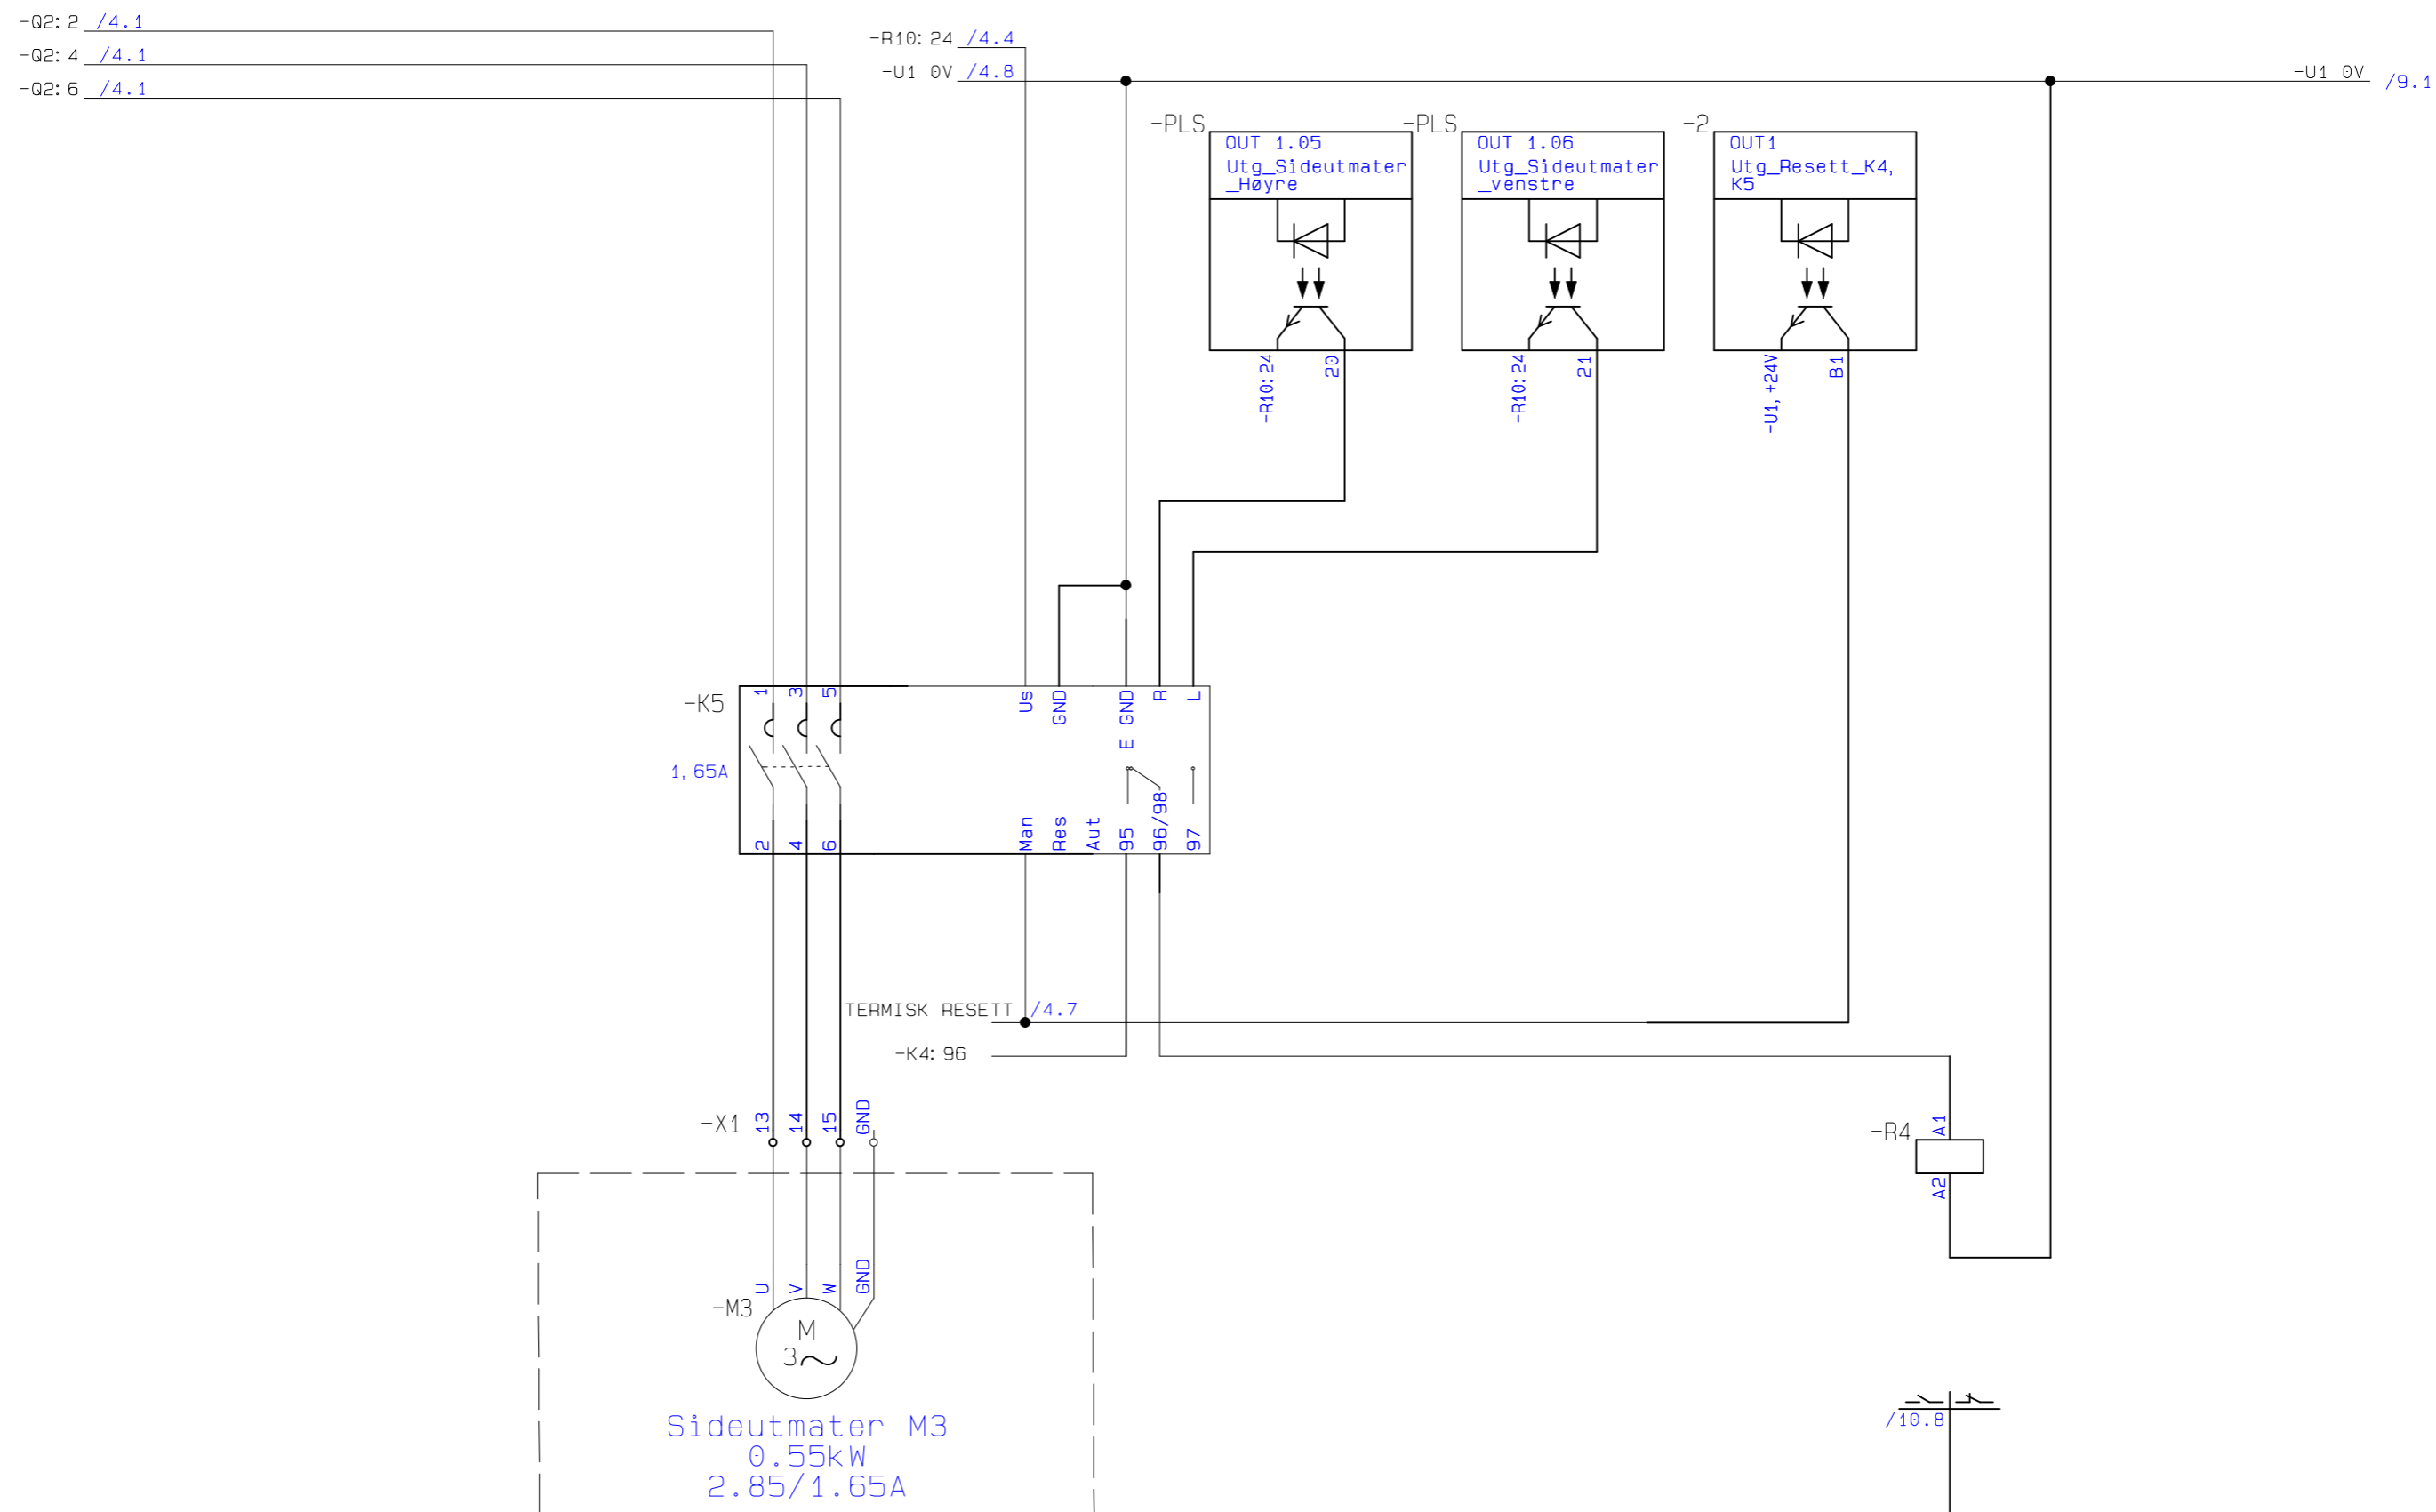 -Q2:2 /4.1
-Q2:4 /4.1
-Q2:6 /4.1
-R10:24 /4.4
-U1 0V /4.8
-U1 0V /9.1
-PLS
OUT 1.05
Utg_Sideutmater
_Høyre
-R10:24
20
-PLS
OUT 1.06
Utg_Sideutmater
_venstre
-R10:24
21
-2
OUT1
Utg_Resett_K4,
K5
-U1,+24V
B1
-K5
1,65A
1
3
5
Us
GND
E GND
R
L
2
4
6
Man
Res
Aut
95
96/98
97
TERMISK RESETT /4.7
-K4:96
-X1
13
14
15
GND
-R4
A1
A2
U
V
W
GND
-M3
M
3~
Sideutmater M3
0.55kW
2.85/1.65A
/10.8